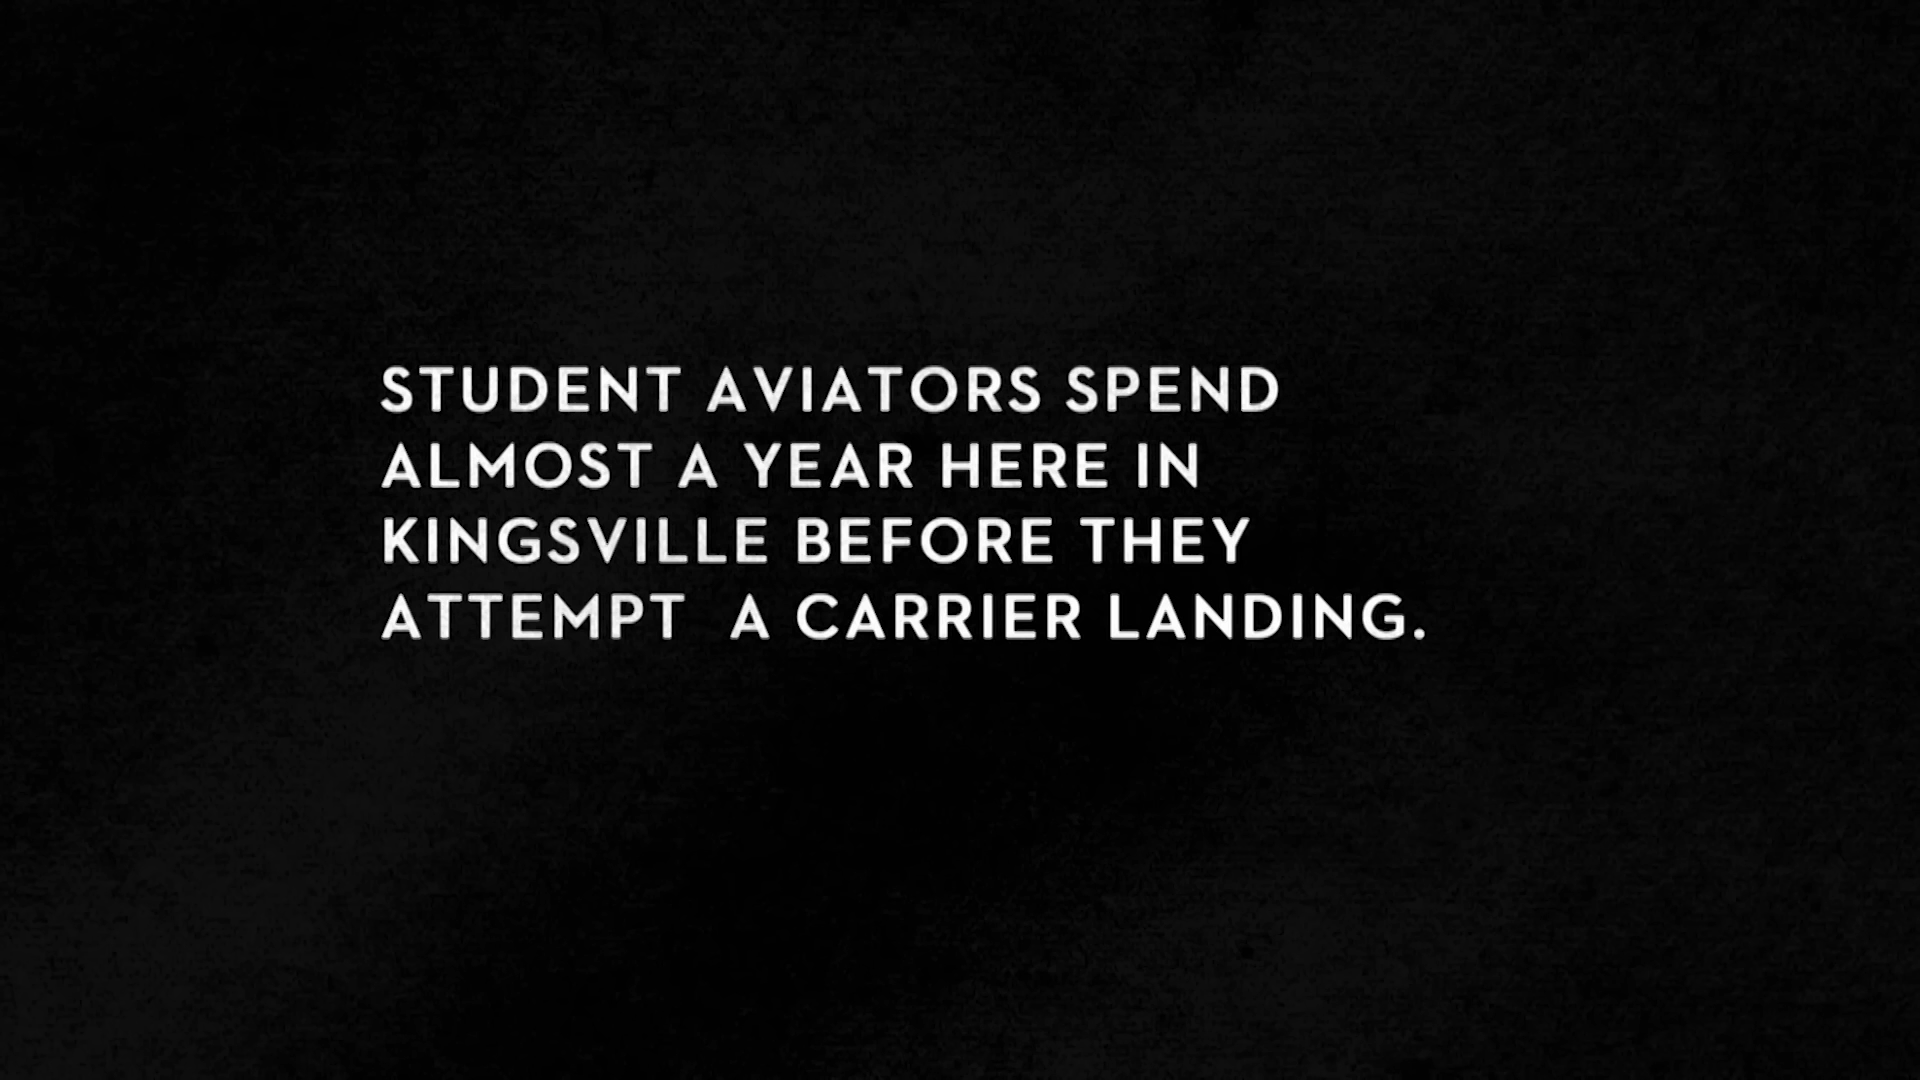 STUDENT AVIATORS SPEND
ALMOST A YEAR HERE IN
KINGSVILLE BEFORE THEY
ATTEMPT  A CARRIER LANDING.